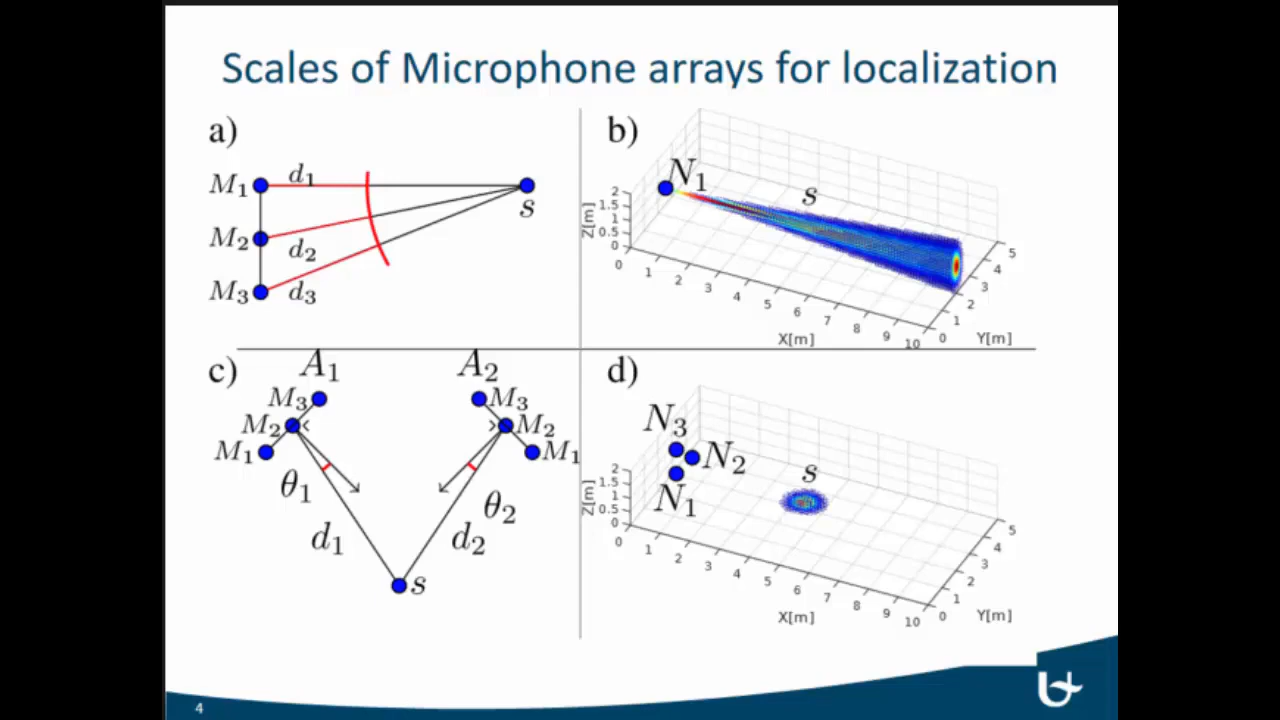 Scales of Microphone arrays for localization
a)
M1
d1
M2
d2
M3
d3
s
b)
N1
s
Z[m]
2
1.5
1
0.5
0
0
1
2
3
4
5
6
7
8
9
10
X[m]
0
1
2
3
4
5
Y[m]
c)
A1
A2
M3
M2
M1
M3
M2
M1
θ1
θ2
d1
d2
s
d)
N3
N2
N1
s
Z[m]
2
1.5
1
0.5
0
0
1
2
3
4
5
6
7
8
9
10
X[m]
0
1
2
3
4
5
Y[m]
4